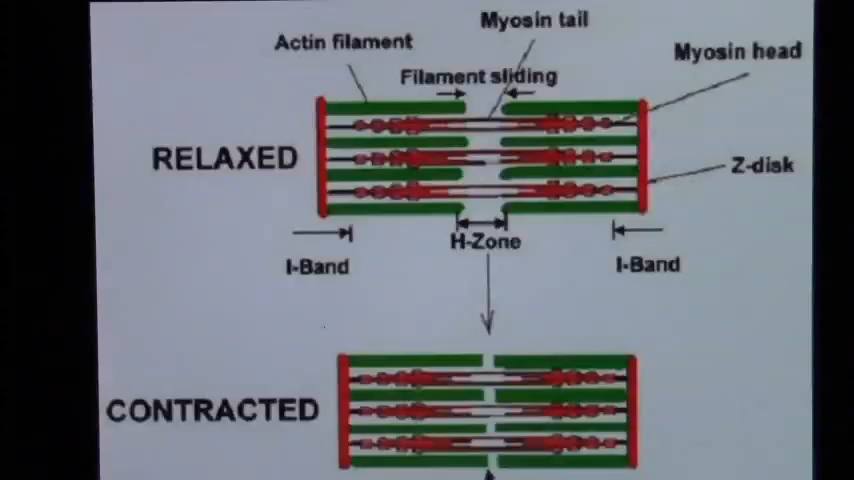 Myosin tail
Actin filament
Myosin head
Filament sliding
RELAXED
Z-disk
H-Zone
I-Band
I-Band
CONTRACTED